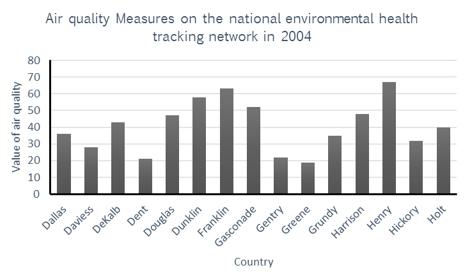 Air quality Measures on the national environmental health
tracking network in 2004
Value of air quality
80
70
60
50
40
30
20
10
0
Dallas
Daviess
DeKalb
Dent
Douglas
Dunklin
Franklin
Gasconade
Gentry
Greene
Grundy
Harrison
Henry
Hickory
Holt
Country